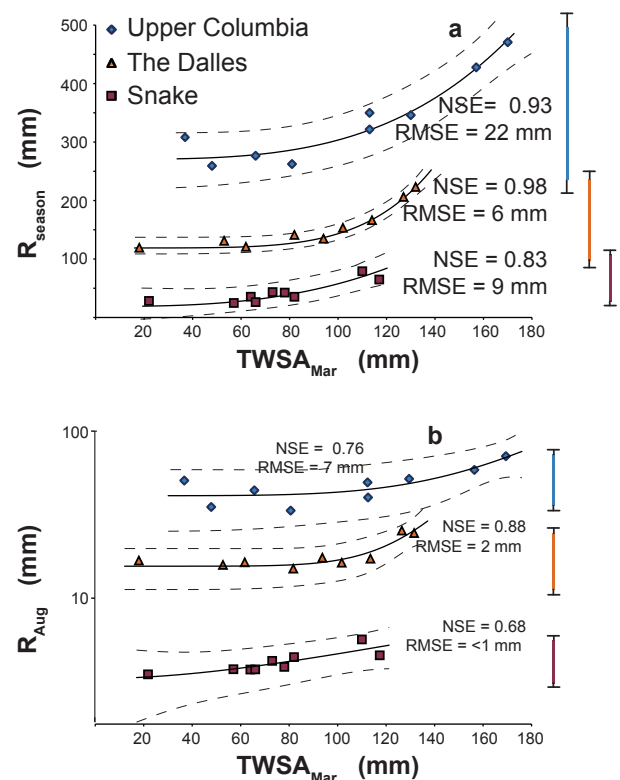 a
Upper Columbia
The Dalles
Snake
500
400
300
200
100
R_season (mm)
NSE= 0.93
RMSE = 22 mm
NSE = 0.98
RMSE = 6 mm
NSE = 0.83
RMSE = 9 mm
20 40 60 80 100 120 140 160 180
TWSA_Mar (mm)
b
100
10
R_Aug (mm)
NSE = 0.76
RMSE = 7 mm
NSE = 0.88
RMSE = 2 mm
NSE = 0.68
RMSE = <1 mm
20 40 60 80 100 120 140 160 180
TWSA_Mar (mm)